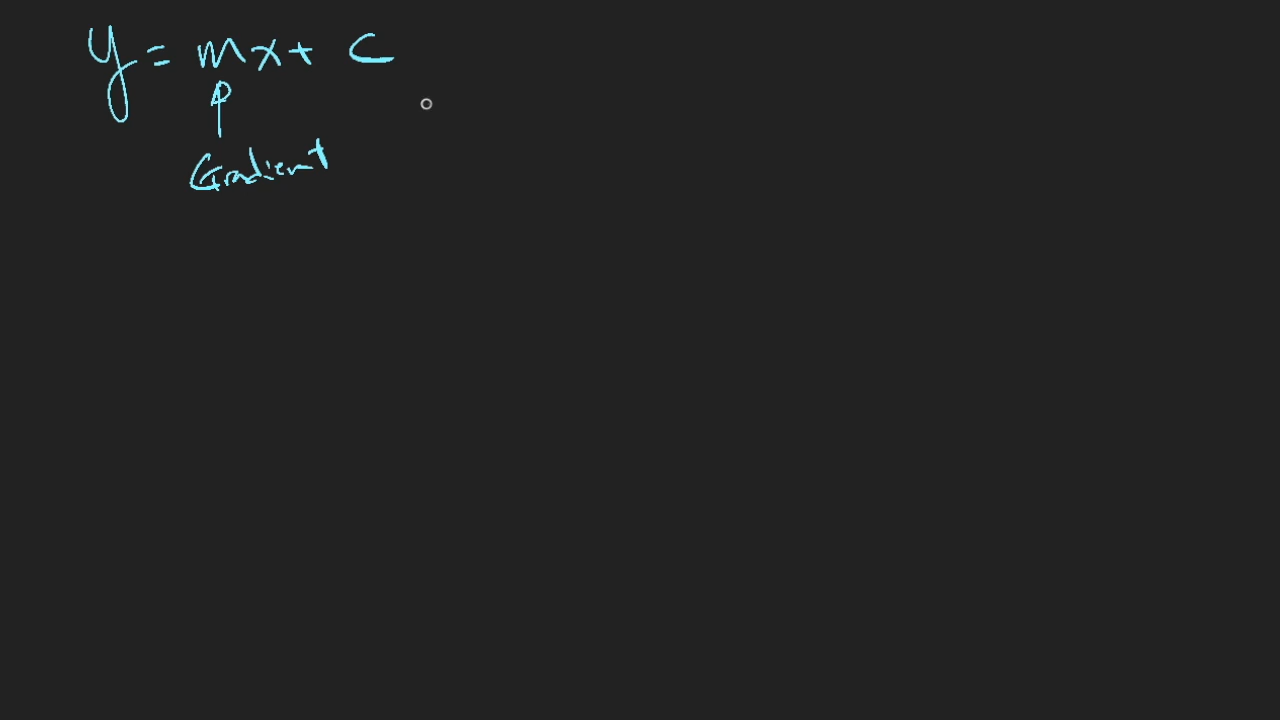 y = mx + c
Gradient